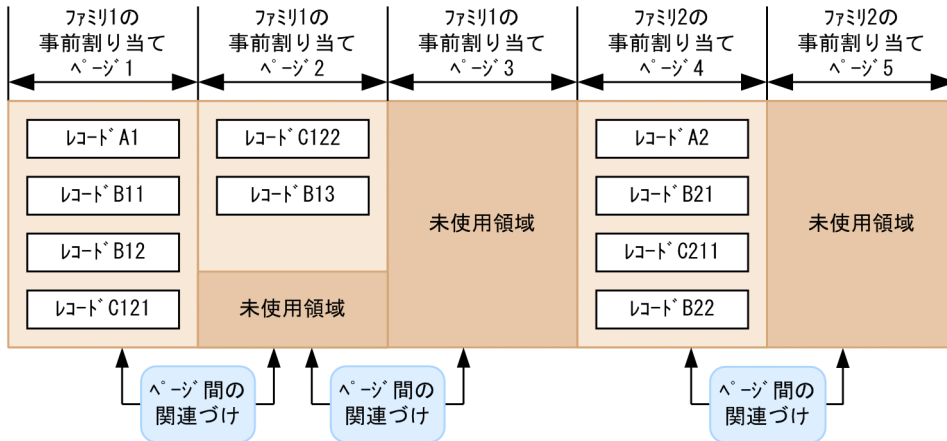 ﾌｧﾐﾘ1の
事前割り当て
ﾍﾟｰｼﾞ1
ﾌｧﾐﾘ1の
事前割り当て
ﾍﾟｰｼﾞ2
ﾌｧﾐﾘ1の
事前割り当て
ﾍﾟｰｼﾞ3
ﾌｧﾐﾘ2の
事前割り当て
ﾍﾟｰｼﾞ4
ﾌｧﾐﾘ2の
事前割り当て
ﾍﾟｰｼﾞ5
ﾚｺｰﾄﾞA1
ﾚｺｰﾄﾞB11
ﾚｺｰﾄﾞB12
ﾚｺｰﾄﾞC121
ﾚｺｰﾄﾞC122
ﾚｺｰﾄﾞB13
未使用領域
未使用領域
ﾚｺｰﾄﾞA2
ﾚｺｰﾄﾞB21
ﾚｺｰﾄﾞC211
ﾚｺｰﾄﾞB22
未使用領域
ﾍﾟｰｼﾞ間の
関連づけ
ﾍﾟｰｼﾞ間の
関連づけ
ﾍﾟｰｼﾞ間の
関連づけ